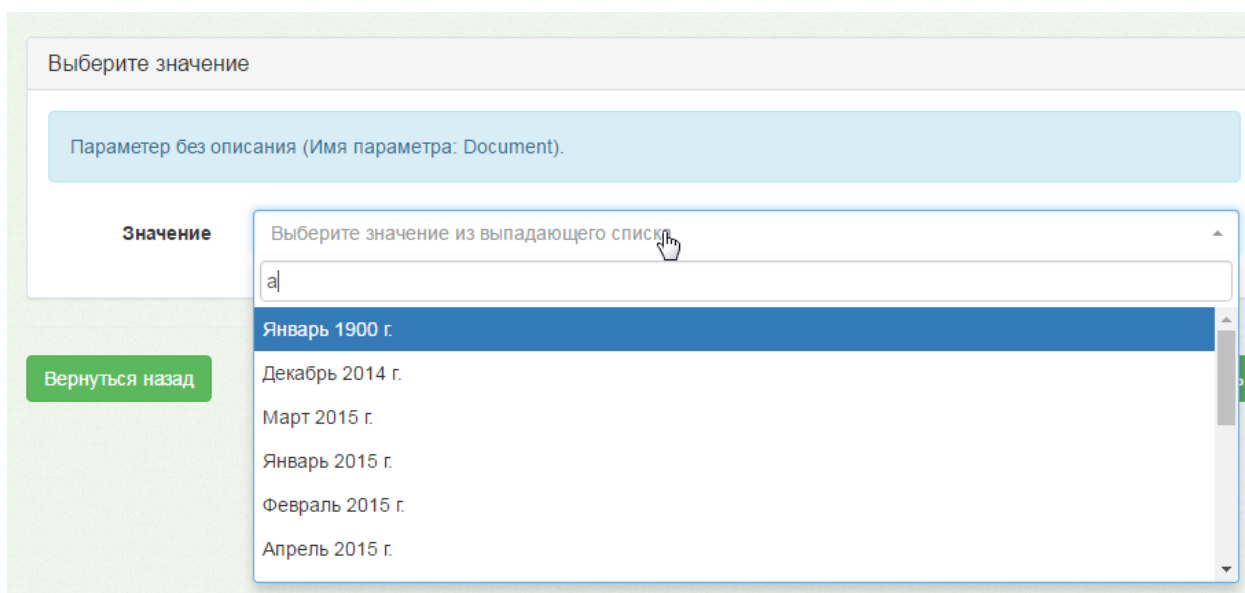 Выберите значение
Параметер без описания (Имя параметра: Document).
Значение
Выберите значение из выпадающего списка
а
Январь 1900 г.
Декабрь 2014 г.
Март 2015 г.
Январь 2015 г.
Февраль 2015 г.
Апрель 2015 г.
Вернуться назад